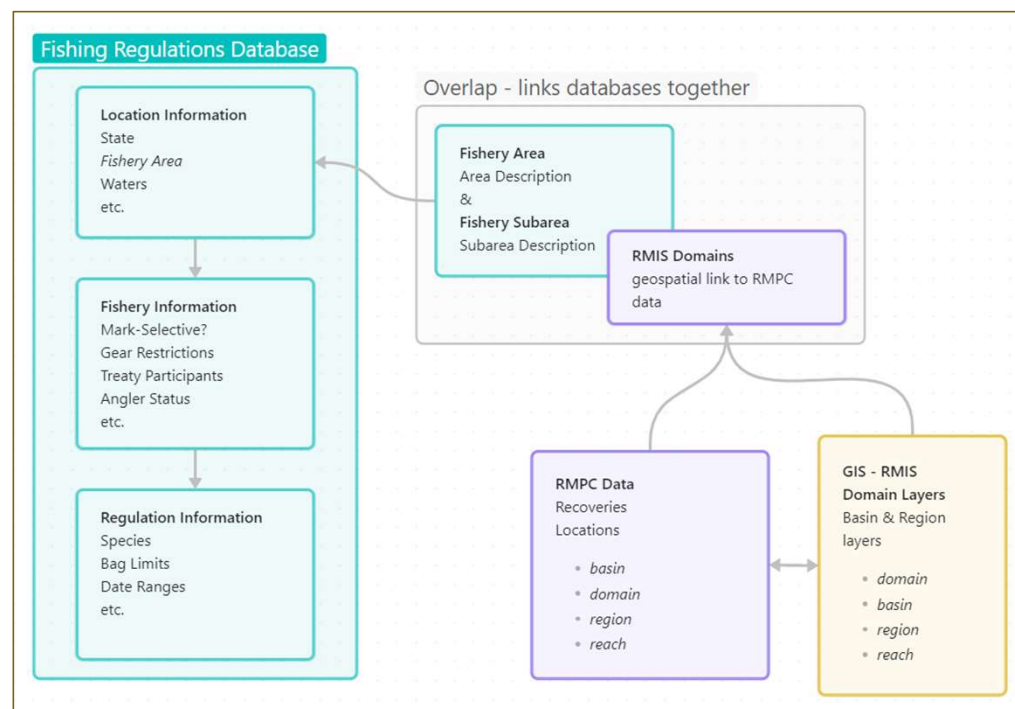 Fishing Regulations Database
Location Information
State
Fishery Area
Waters
etc.
Fishery Information
Mark-Selective?
Gear Restrictions
Treaty Participants
Angler Status
etc.
Regulation Information
Species
Bag Limits
Date Ranges
etc.
Overlap - links databases together
Fishery Area
Area Description
&
Fishery Subarea
Subarea Description
RMIS Domains
geospatial link to RMPC
data
RMPC Data
Recoveries
Locations
• basin
• domain
• region
• reach
GIS - RMIS
Domain Layers
Basin & Region
layers
• domain
• basin
• region
• reach